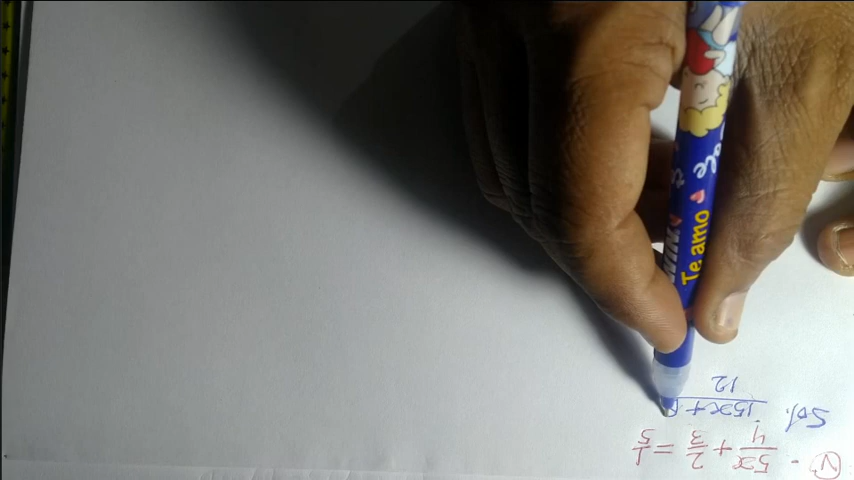 (N) - 5x/4 + 2/3 = 1/5
Sol.
15x +
12
Te amo